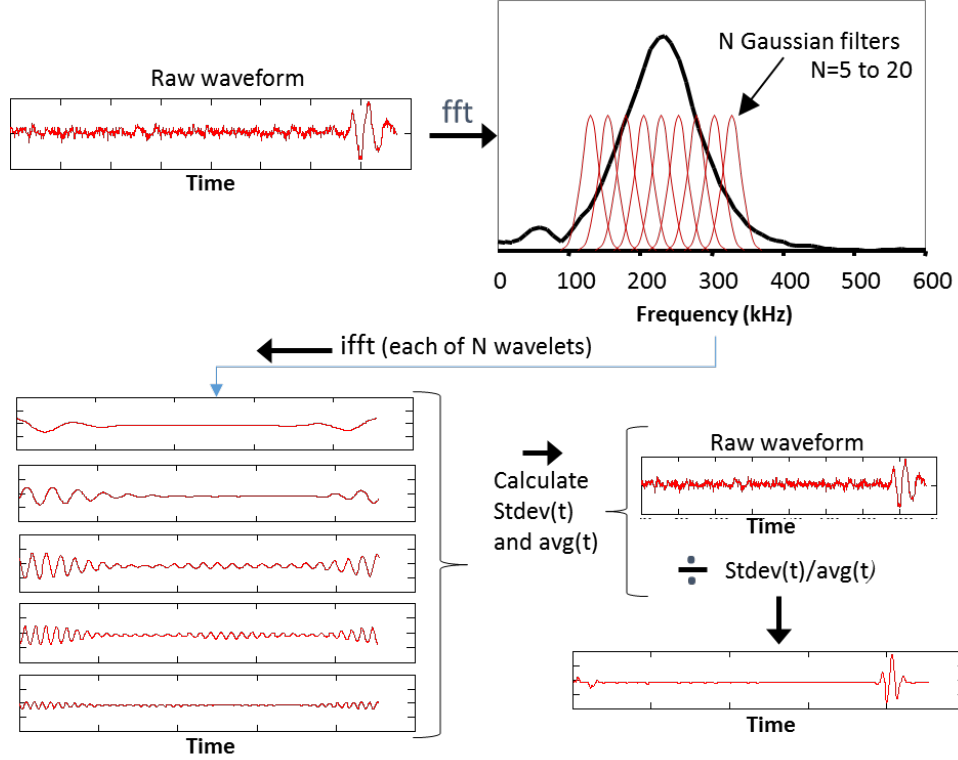 Raw waveform
Time
fft
N Gaussian filters
N=5 to 20
0 100 200 300 400 500 600
Frequency (kHz)
ifft (each of N wavelets)
Time
Calculate
Stdev(t)
and avg(t)
Raw waveform
Time
÷ Stdev(t)/avg(t)
Time